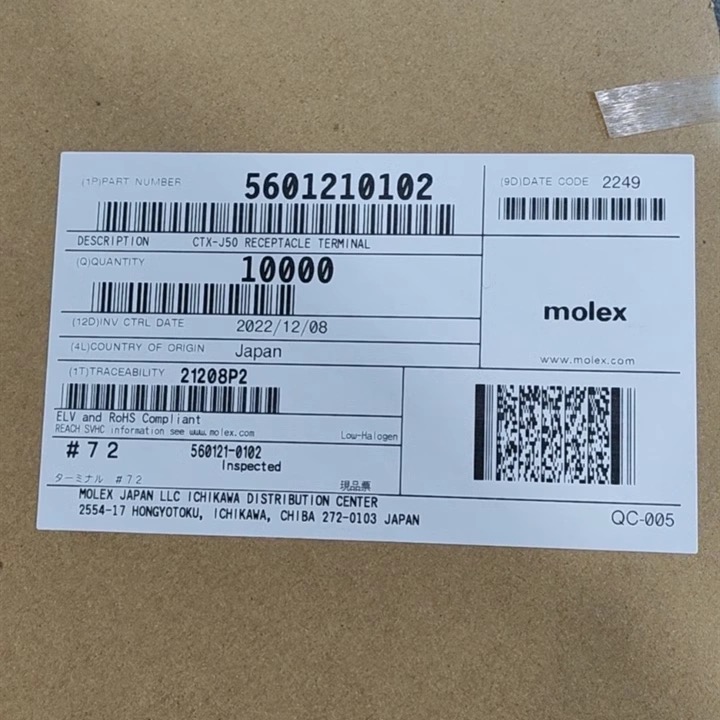 (1P)PART NUMBER 5601210102
(9D)DATE CODE 2249
DESCRIPTION CTX-J50 RECEPTACLE TERMINAL
(Q)QUANTITY 10000
molex
www.molex.com
(12D)INV CTRL DATE 2022/12/08
(4L)COUNTRY OF ORIGIN Japan
(1T)TRACEABILITY 21208P2
ELV and RoHS Compliant
REACH SVHC information see www.molex.com
Low-Halogen
#72 560121-0102
Inspected
ターミナル #72
現品票
MOLEX JAPAN LLC ICHIKAWA DISTRIBUTION CENTER
2554-17 HONGYOTOKU, ICHIKAWA, CHIBA 272-0103 JAPAN
QC-005